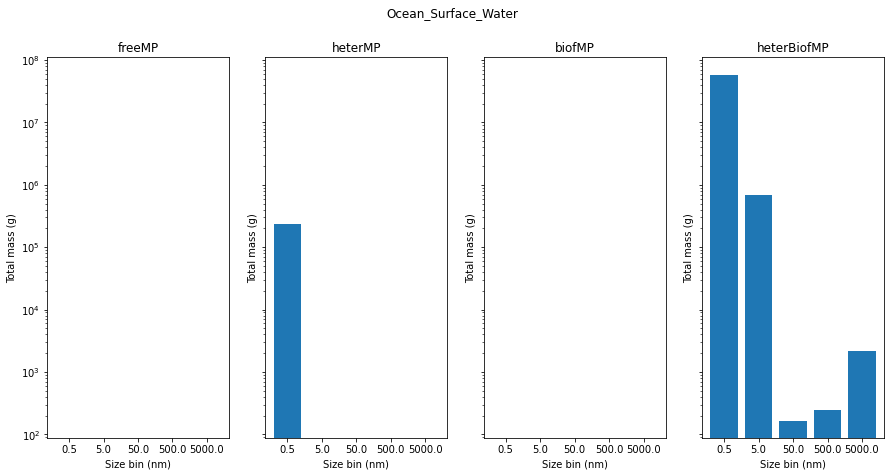 Ocean_Surface_Water
freeMP
heterMP
biofMP
heterBiofMP
Total mass (g)
10⁸
10⁷
10⁶
10⁵
10⁴
10³
10²
0.5 5.0 50.0 500.0 5000.0
Size bin (nm)
Total mass (g)
0.5 5.0 50.0 500.0 5000.0
Size bin (nm)
Total mass (g)
0.5 5.0 50.0 500.0 5000.0
Size bin (nm)
Total mass (g)
0.5 5.0 50.0 500.0 5000.0
Size bin (nm)